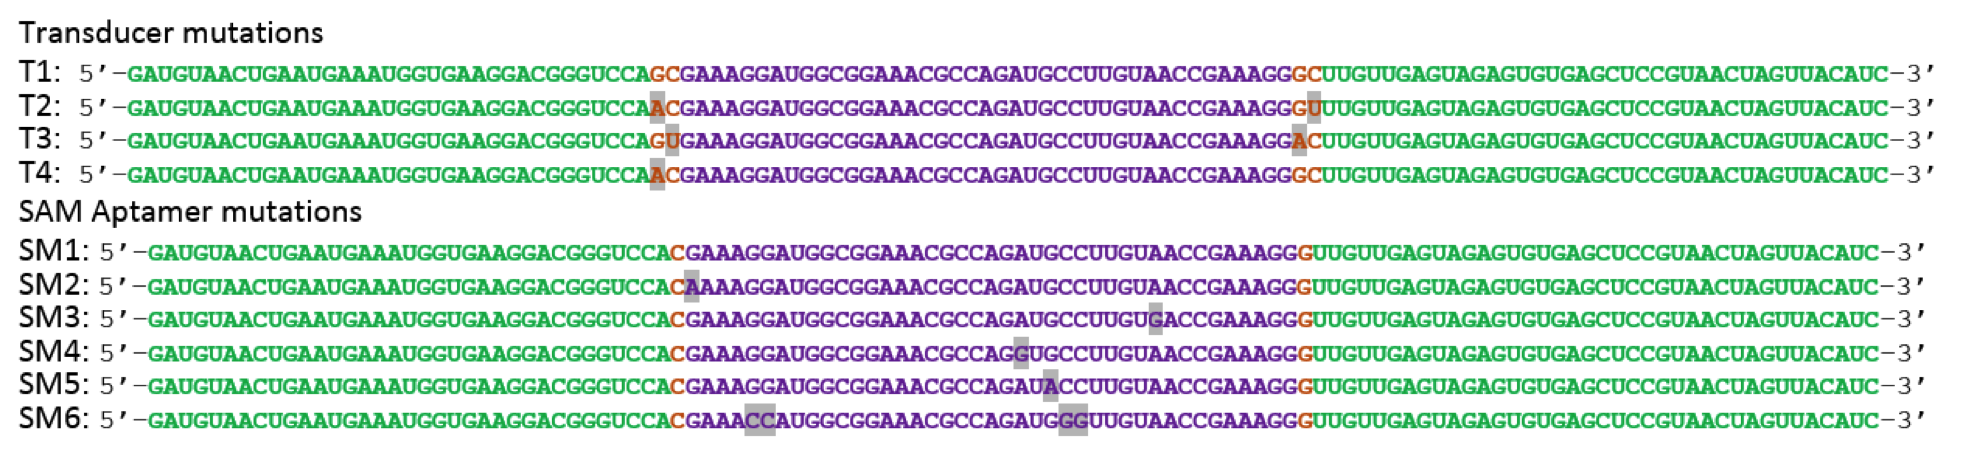 Transducer mutations
T1: 5’-GAUGUAACUGAAUGAAAUGGUGAAGGACGGGUCCAGCGAAAGGAUGGCGGAAACGCCAGAUGCCUUGUAACCGAAAGGGCUUGUUGAGUAGAGUGUGAGCUCCGUAACUAGUUACAUC-3’
T2: 5’-GAUGUAACUGAAUGAAAUGGUGAAGGACGGGUCCAACGAAAGGAUGGCGGAAACGCCAGAUGCCUUGUAACCGAAAGGGUUUGUUGAGUAGAGUGUGAGCUCCGUAACUAGUUACAUC-3’
T3: 5’-GAUGUAACUGAAUGAAAUGGUGAAGGACGGGUCCAGUGAAAGGAUGGCGGAAACGCCAGAUGCCUUGUAACCGAAAGGACUUGUUGAGUAGAGUGUGAGCUCCGUAACUAGUUACAUC-3’
T4: 5’-GAUGUAACUGAAUGAAAUGGUGAAGGACGGGUCCAACGAAAGGAUGGCGGAAACGCCAGAUGCCUUGUAACCGAAAGGGCUUGUUGAGUAGAGUGUGAGCUCCGUAACUAGUUACAUC-3’
SAM Aptamer mutations
SM1: 5’-GAUGUAACUGAAUGAAAUGGUGAAGGACGGGUCCACGAAAGGAUGGCGGAAACGCCAGAUGCCUUGUAACCGAAAGGGUUGUUGAGUAGAGUGUGAGCUCCGUAACUAGUUACAUC-3’
SM2: 5’-GAUGUAACUGAAUGAAAUGGUGAAGGACGGGUCCACAAAAGGAUGGCGGAAACGCCAGAUGCCUUGUAACCGAAAGGGUUGUUGAGUAGAGUGUGAGCUCCGUAACUAGUUACAUC-3’
SM3: 5’-GAUGUAACUGAAUGAAAUGGUGAAGGACGGGUCCACGAAAGGAUGGCGGAAACGCCAGAUGCCUUGUGACCGAAAGGGUUGUUGAGUAGAGUGUGAGCUCCGUAACUAGUUACAUC-3’
SM4: 5’-GAUGUAACUGAAUGAAAUGGUGAAGGACGGGUCCACGAAAGGAUGGCGGAAACGCCAGGUGCCUUGUAACCGAAAGGGUUGUUGAGUAGAGUGUGAGCUCCGUAACUAGUUACAUC-3’
SM5: 5’-GAUGUAACUGAAUGAAAUGGUGAAGGACGGGUCCACGAAAGGAUGGCGGAAACGCCAGAUACCUUGUAACCGAAAGGGUUGUUGAGUAGAGUGUGAGCUCCGUAACUAGUUACAUC-3’
SM6: 5’-GAUGUAACUGAAUGAAAUGGUGAAGGACGGGUCCACGAAACCAUGGCGGAAACGCCAGAUGGGUUGUAACCGAAAGGGUUGUUGAGUAGAGUGUGAGCUCCGUAACUAGUUACAUC-3’